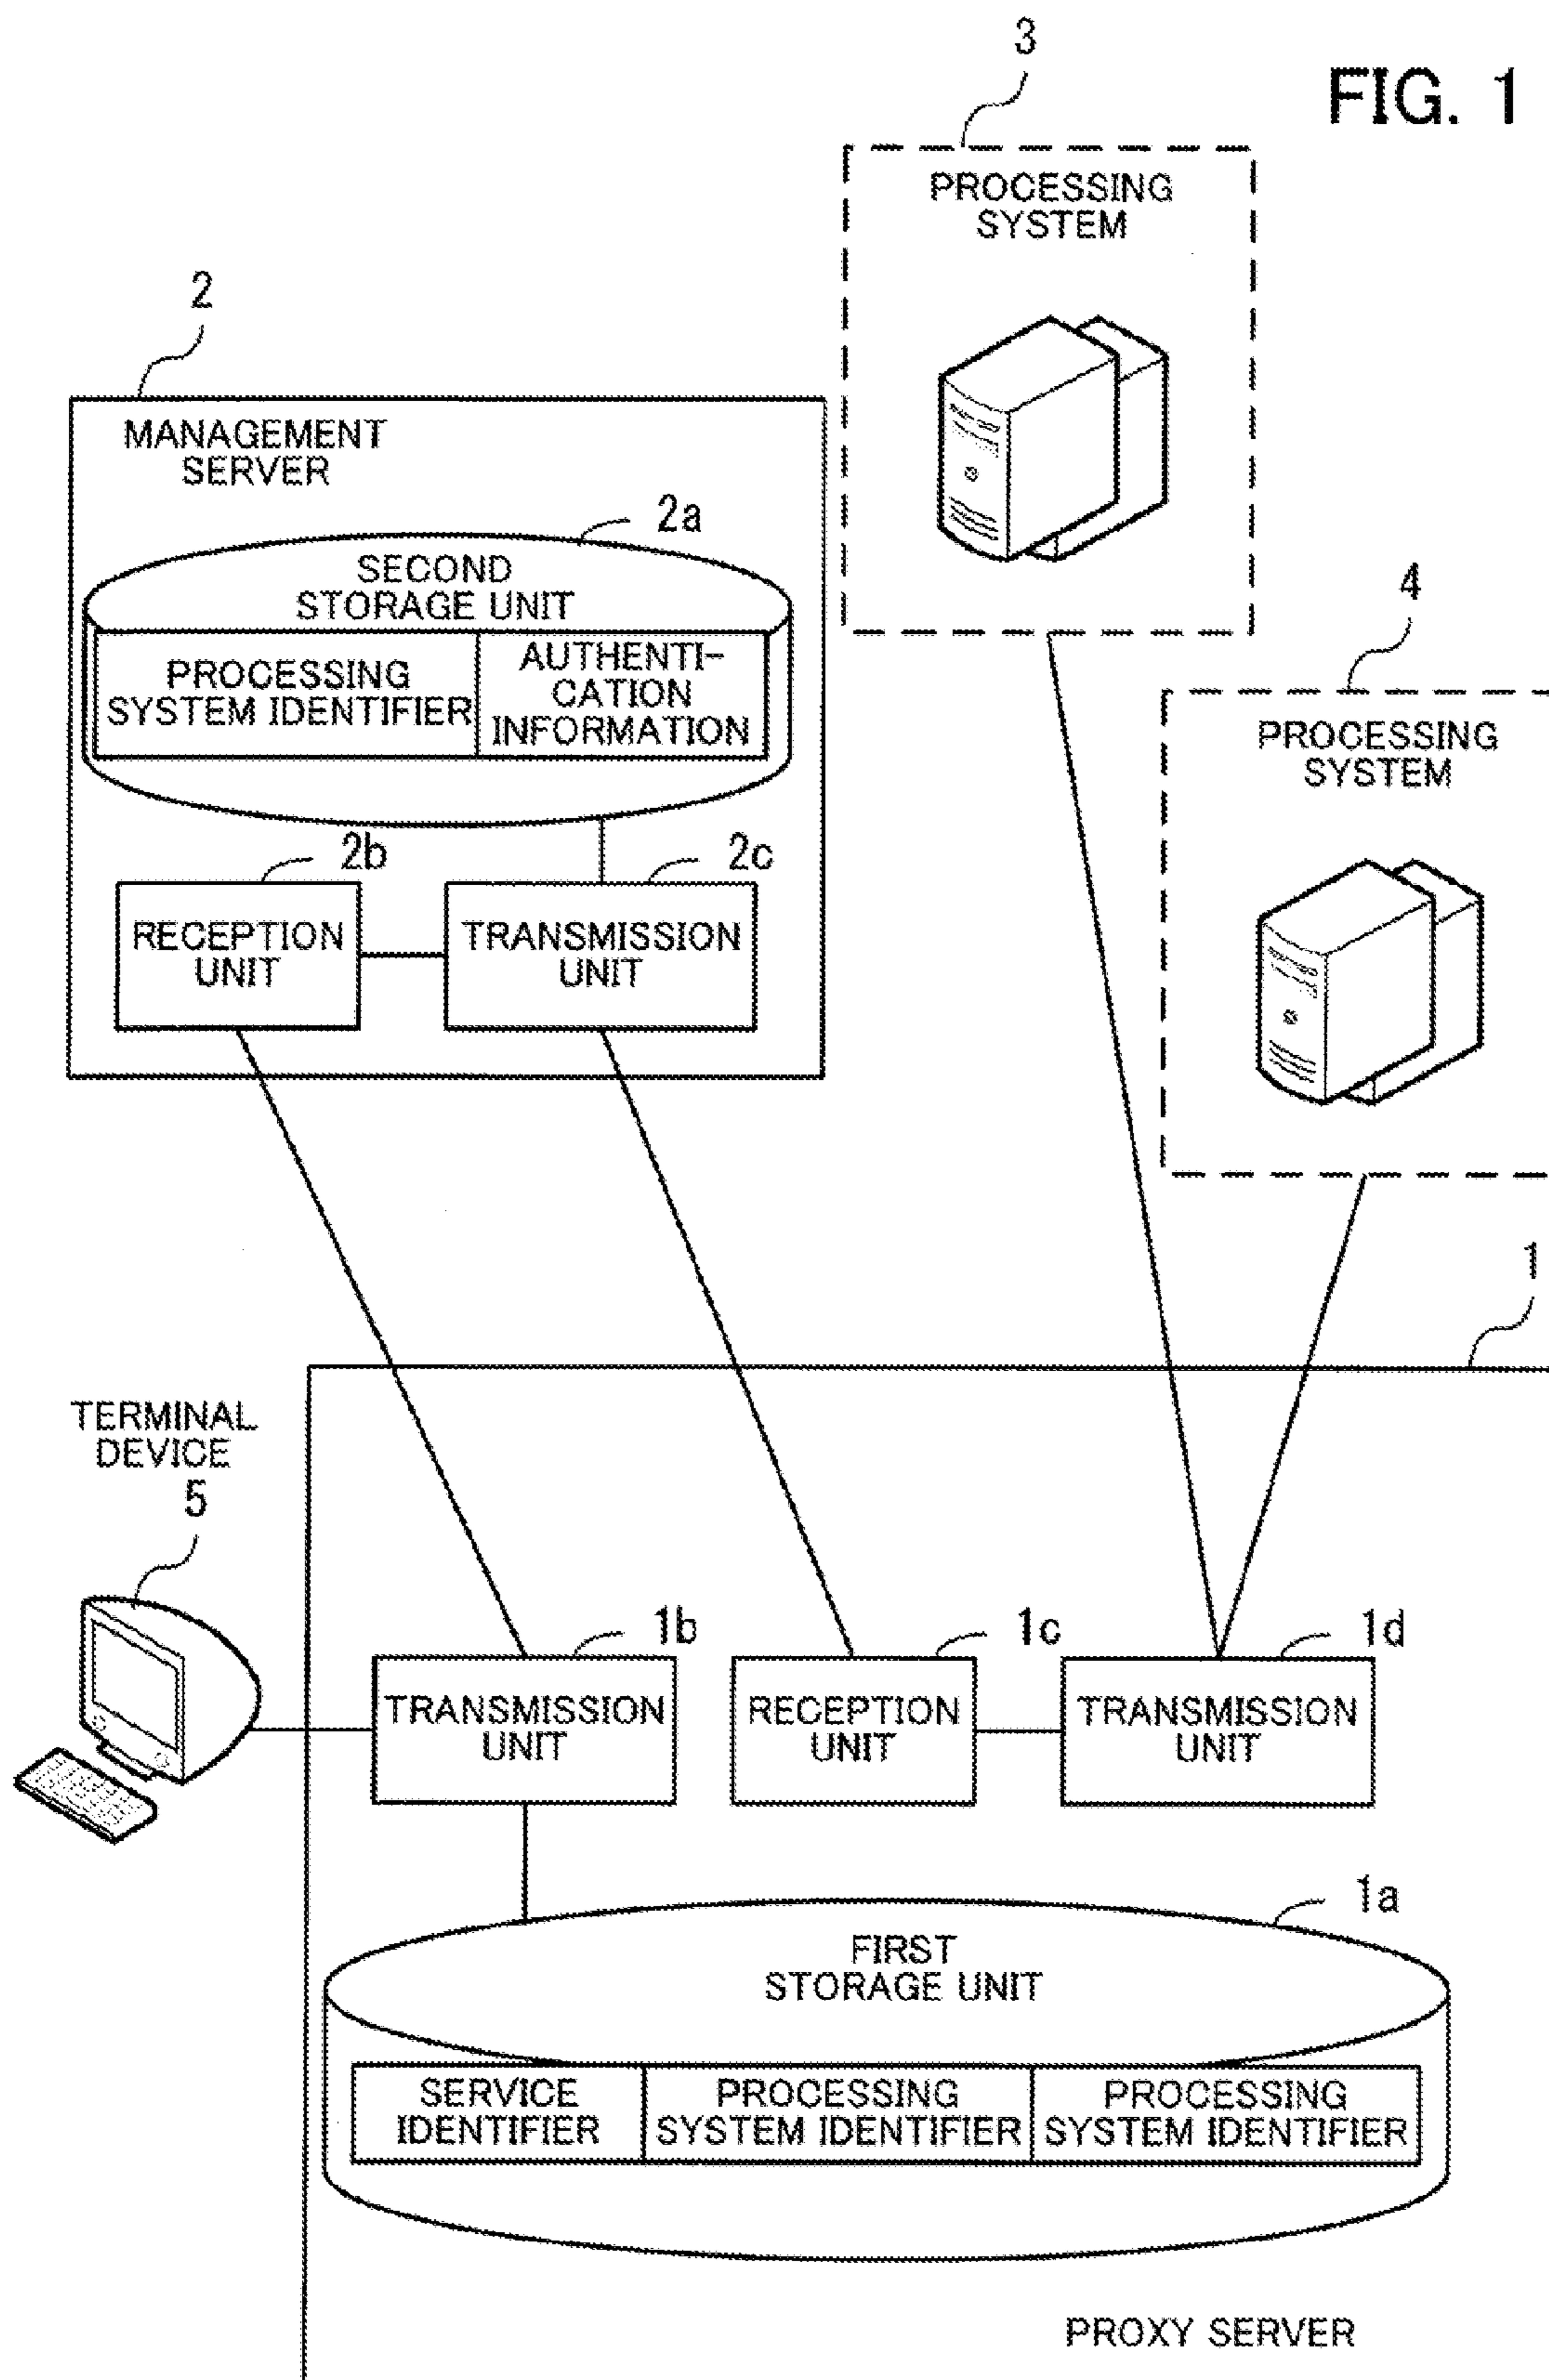 FIG. 1
3
PROCESSING
SYSTEM
2
MANAGEMENT
SERVER
2a
SECOND
STORAGE UNIT
PROCESSING
SYSTEM IDENTIFIER
AUTHENTI-
CATION
INFORMATION
4
PROCESSING
SYSTEM
2b
RECEPTION
UNIT
2c
TRANSMISSION
UNIT
1
TERMINAL
DEVICE
5
1b
TRANSMISSION
UNIT
1c
RECEPTION
UNIT
1d
TRANSMISSION
UNIT
1a
FIRST
STORAGE UNIT
SERVICE
IDENTIFIER
PROCESSING
SYSTEM IDENTIFIER
PROCESSING
SYSTEM IDENTIFIER
PROXY SERVER